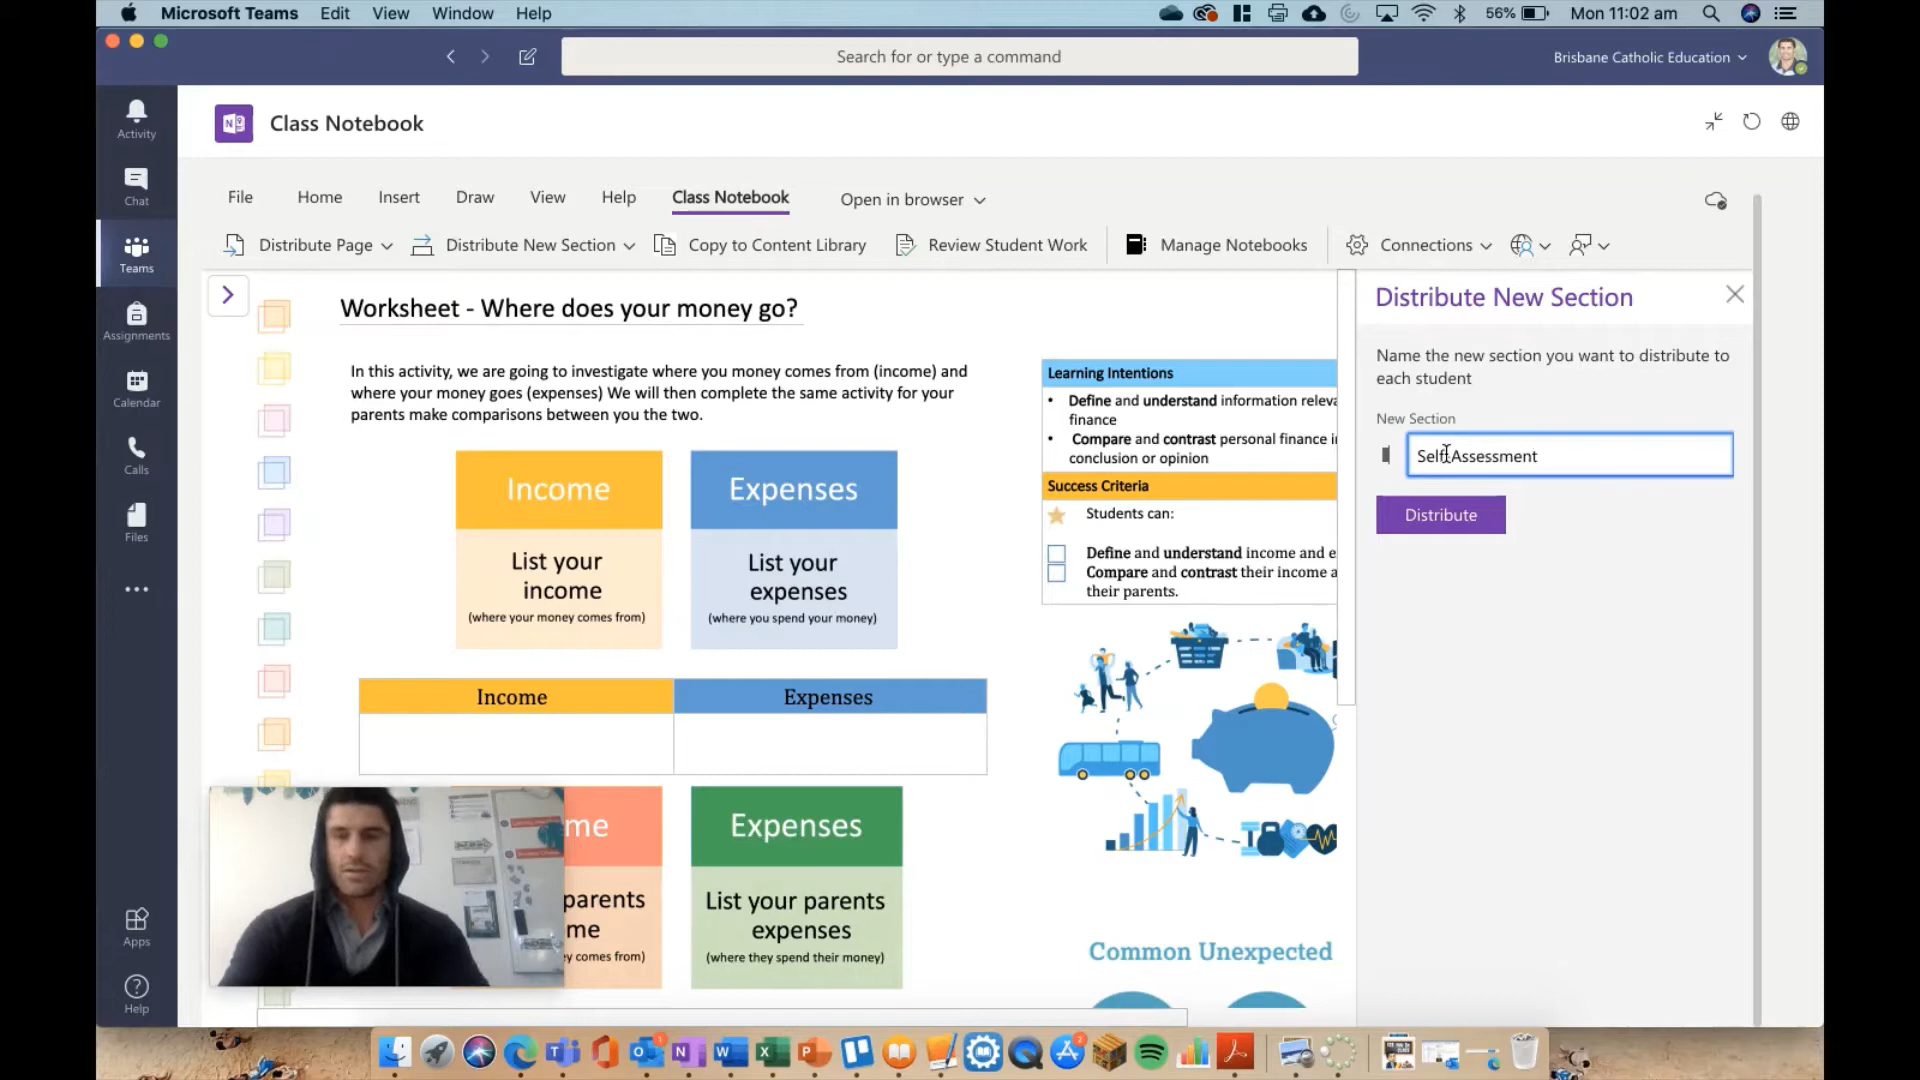 Microsoft Teams Edit View Window Help
56% Mon 11:02 am
Search for or type a command
Brisbane Catholic Education
Activity
Chat
Teams
Assignments
Calendar
Calls
Files
Apps
Help
Class Notebook
File Home Insert Draw View Help Class Notebook Open in browser
Distribute Page Distribute New Section Copy to Content Library Review Student Work Manage Notebooks Connections
Worksheet - Where does your money go?
In this activity, we are going to investigate where you money comes from (income) and
where your money goes (expenses) We will then complete the same activity for your
parents make comparisons between you the two.
Income
List your
income
(where your money comes from)
Expenses
List your
expenses
(where you spend your money)
Income Expenses
me
parents
me
y comes from)
Expenses
List your parents
expenses
(where they spend their money)
Learning Intentions
• Define and understand information releva
finance
• Compare and contrast personal finance i
conclusion or opinion
Success Criteria
Students can:
Define and understand income and e
Compare and contrast their income a
their parents.
Common Unexpected
Distribute New Section
Name the new section you want to distribute to
each student
New Section
Self Assessment
Distribute